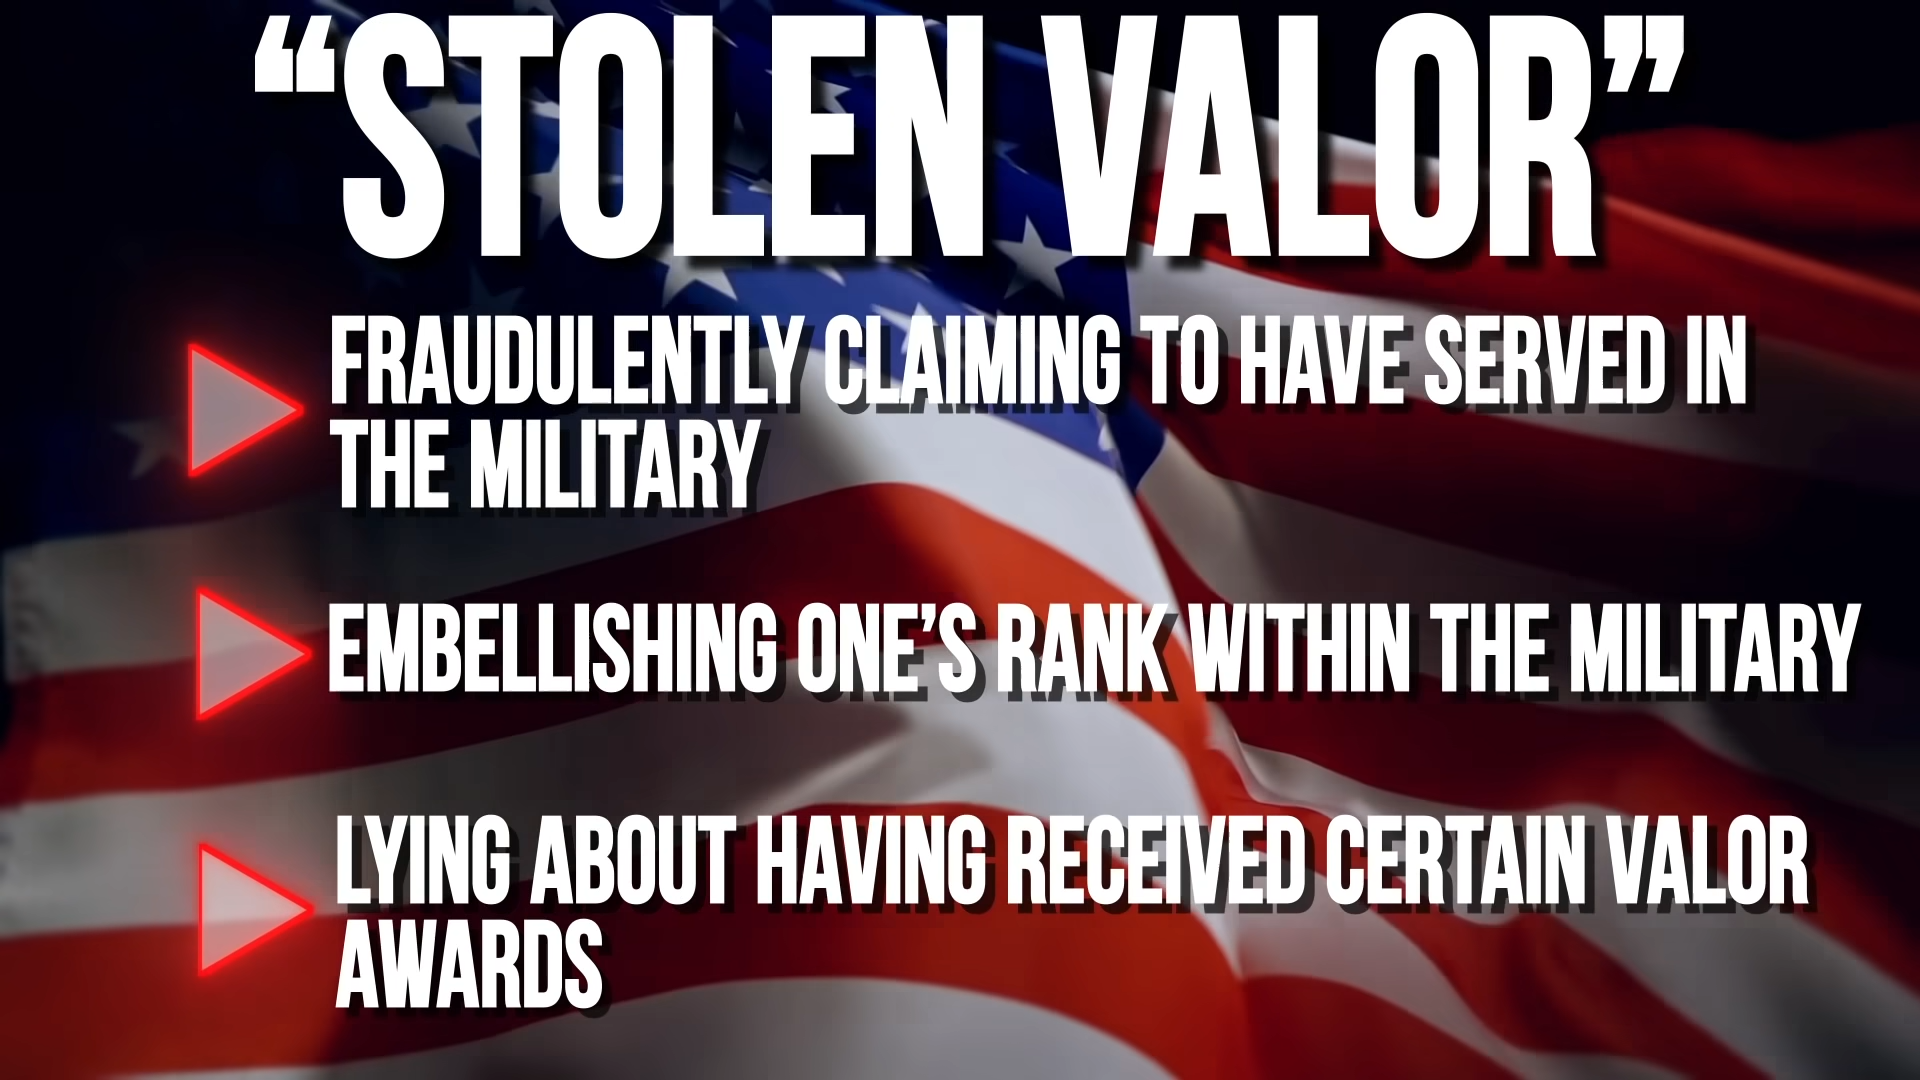 “STOLEN VALOR”
FRAUDULENTLY CLAIMING TO HAVE SERVED IN
THE MILITARY
EMBELLISHING ONE’S RANK WITHIN THE MILITARY
LYING ABOUT HAVING RECEIVED CERTAIN VALOR
AWARDS